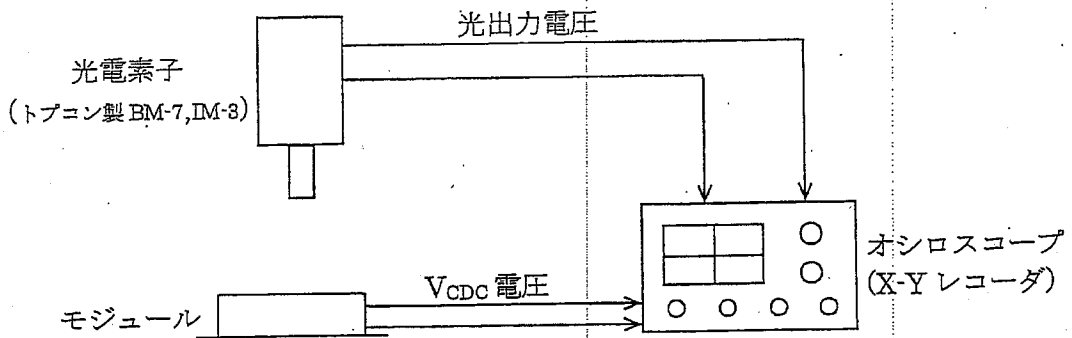 光出力電圧
光電素子
(トプコン製 BM-7,IM-3)
オシロスコープ
(X-Y レコーダ)
VCDC 電圧
モジュール